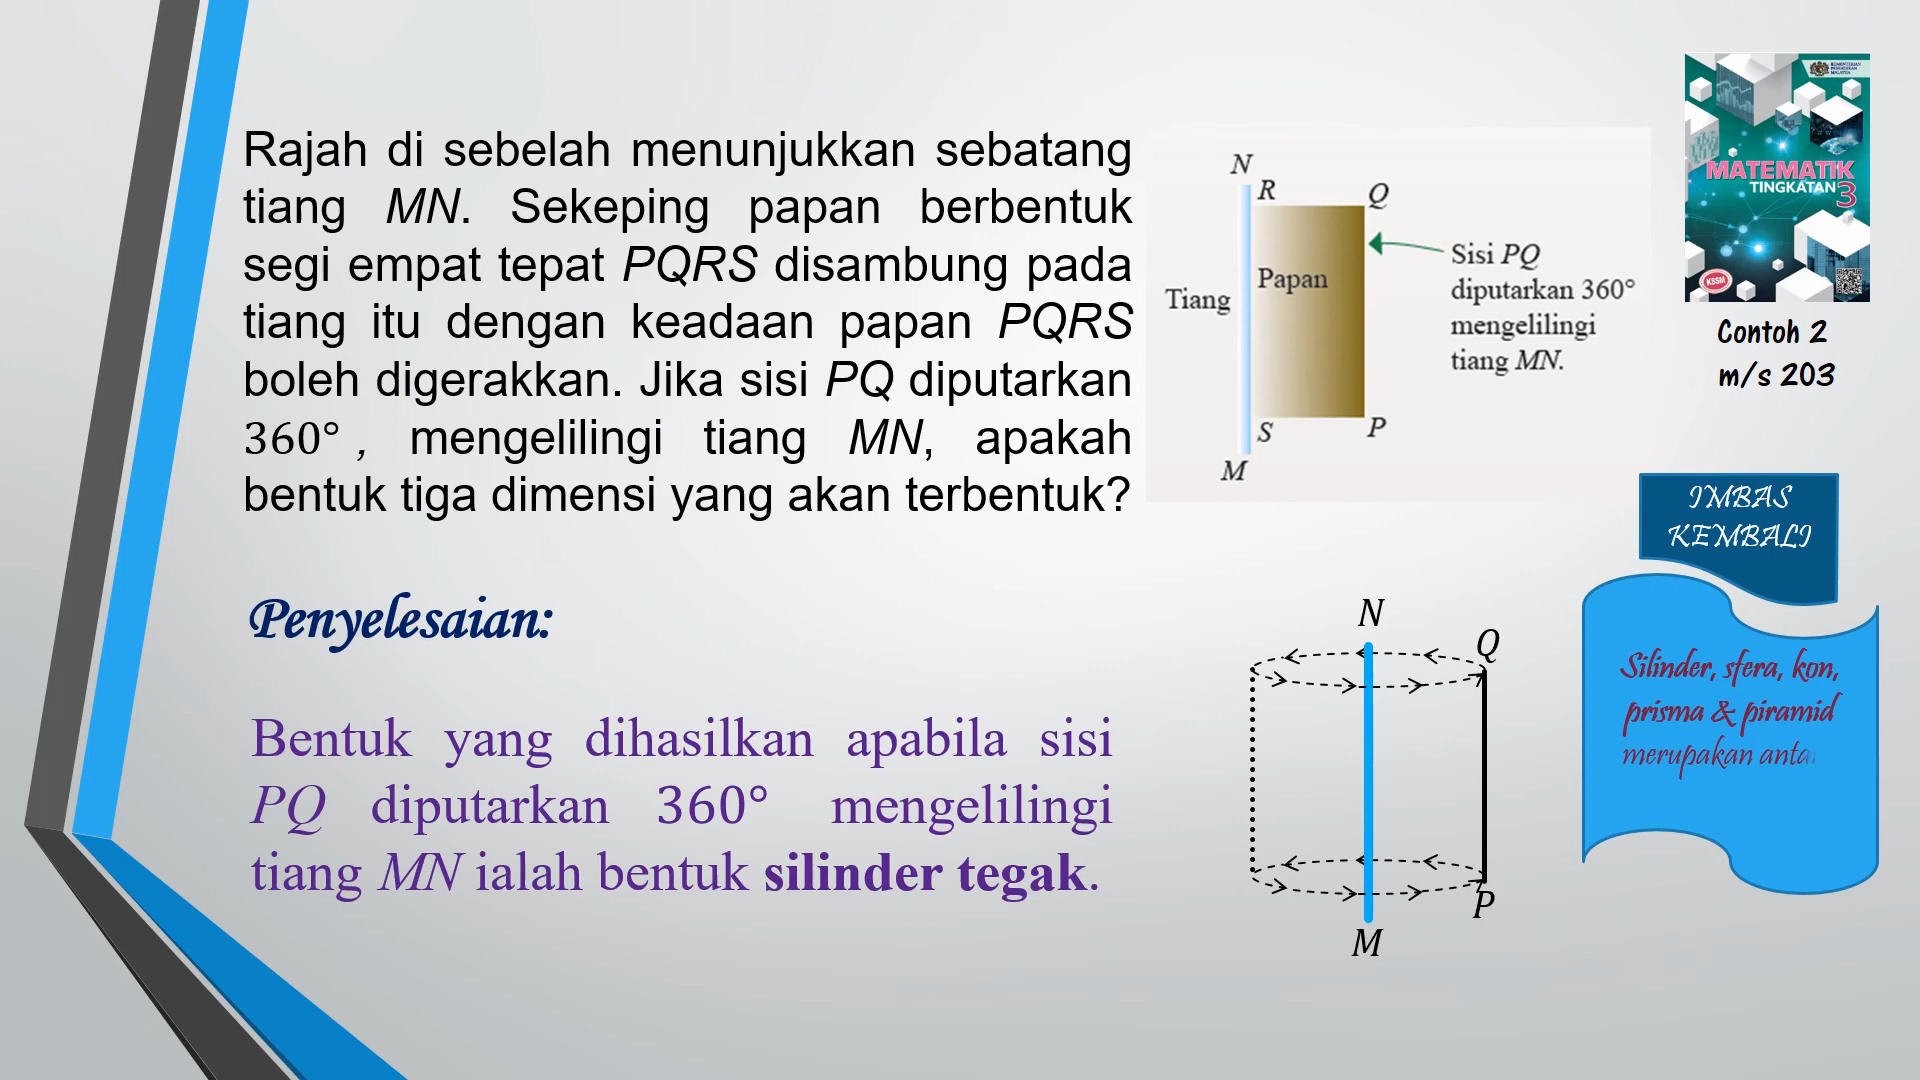 Rajah di sebelah menunjukkan sebatang
tiang MN. Sekeping papan berbentuk
segi empat tepat PQRS disambung pada
tiang itu dengan keadaan papan PQRS
boleh digerakkan. Jika sisi PQ diputarkan
360°, mengelilingi tiang MN, apakah
bentuk tiga dimensi yang akan terbentuk?
N
R
Q
Tiang
Papan
Sisi PQ
diputarkan 360°
mengelilingi
tiang MN.
S
P
M
MATEMATIK
TINGKATAN 3
KSSM
Contoh 2
m/s 203
IMBAS
KEMBALI
Silinder, sfera, kon,
prisma & piramid
merupakan anta
Penyelesaian:
Bentuk yang dihasilkan apabila sisi
PQ diputarkan 360° mengelilingi
tiang MN ialah bentuk silinder tegak.
N
Q
P
M